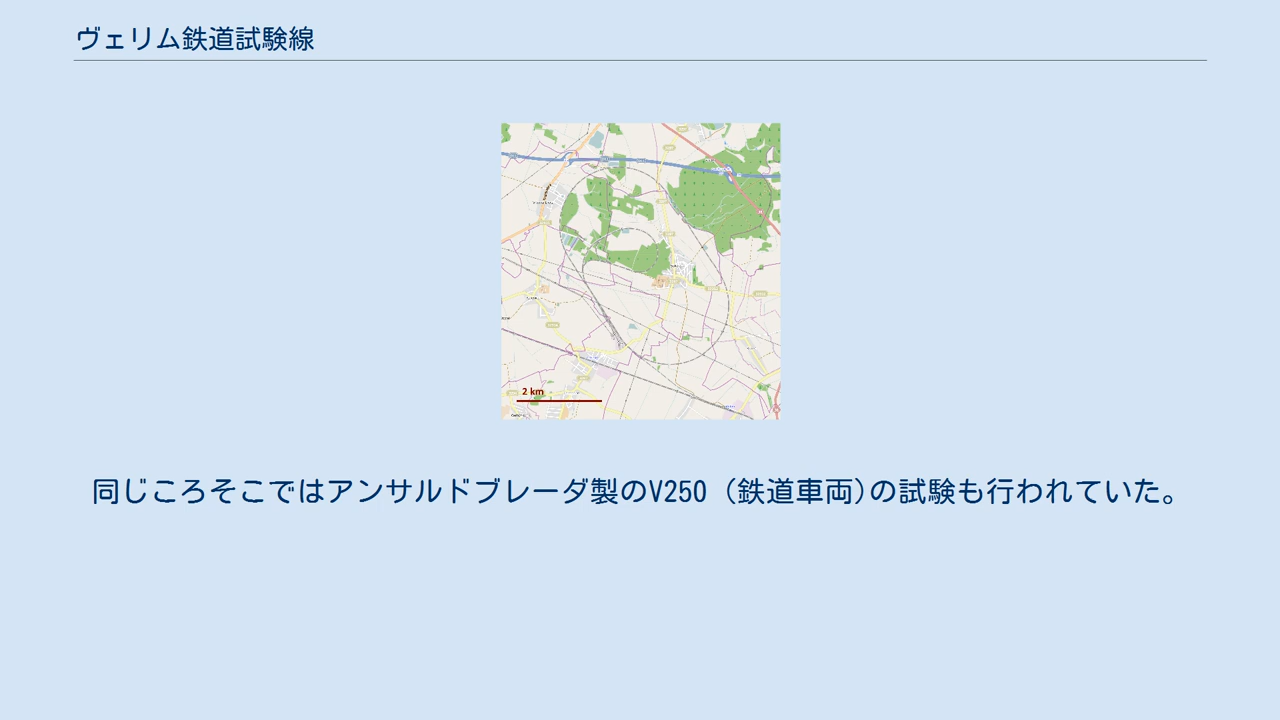 ヴェリム鉄道試験線
2 km
同じころそこではアンサルドブレーダ製のV250 (鉄道車両)の試験も行われていた。